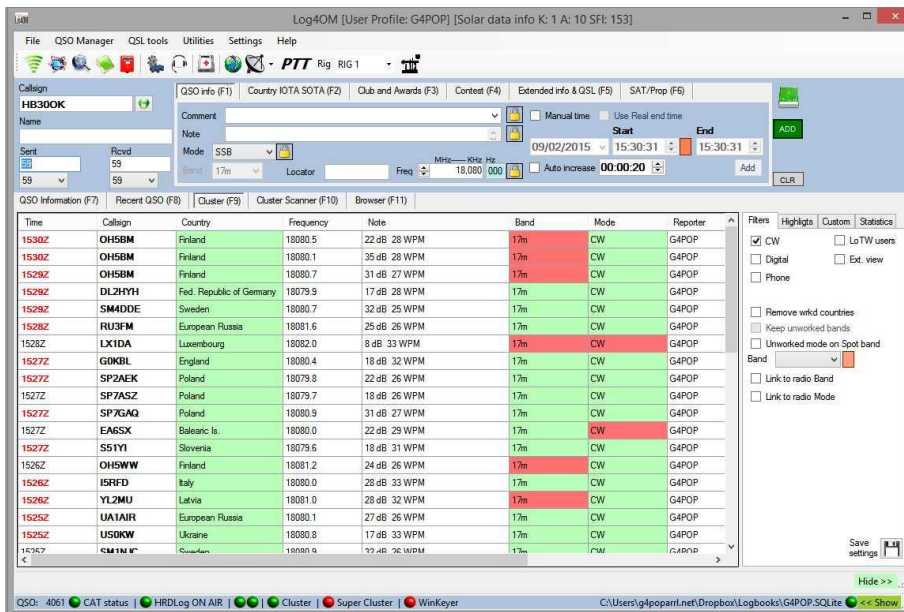 Log4OM [User Profile: G4POP] [Solar data info K: 1 A: 10 SFI: 153]
File QSO Manager QSL tools Utilities Settings Help
PTT Rig RIG 1
Callsign
HB30OK
Name
Sent Rcvd
59 59
59 59
QSO info (F1) Country IOTA SOTA (F2) Club and Awards (F3) Contest (F4) Extended info & QSL (F5) SAT/Prop (F6)
Comment
Note
Mode SSB
Band 17m Locator Freq MHz------ KHz Hz 18,080 000
Manual time Use Real end time
Start End
09/02/2015 15:30:31 15:30:31
Auto increase 00:00:20 Add
ADD
CLR
QSO Information (F7) Recent QSO (F8) Cluster (F9) Cluster Scanner (F10) Browser (F11)
Time Callsign Country Frequency Note Band Mode Reporter
1530Z OH5BM Finland 18080.5 22 dB 28 WPM 17m CW G4POP
1530Z OH5BM Finland 18080.1 35 dB 28 WPM 17m CW G4POP
1529Z OH5BM Finland 18080.7 31 dB 27 WPM 17m CW G4POP
1529Z DL2HYH Fed. Republic of Germany 18079.9 17 dB 28 WPM 17m CW G4POP
1529Z SM4DDE Sweden 18080.7 32 dB 25 WPM 17m CW G4POP
1528Z RU3FM European Russia 18081.6 25 dB 26 WPM 17m CW G4POP
1528Z LX1DA Luxembourg 18082.0 8 dB 33 WPM 17m CW G4POP
1527Z G0KBL England 18080.4 18 dB 32 WPM 17m CW G4POP
1527Z SP2AEK Poland 18079.8 22 dB 26 WPM 17m CW G4POP
1527Z SP7ASZ Poland 18079.7 18 dB 26 WPM 17m CW G4POP
1527Z SP7GAQ Poland 18080.9 31 dB 27 WPM 17m CW G4POP
1527Z EA6SX Balearic Is. 18080.0 22 dB 29 WPM 17m CW G4POP
1527Z S51YI Slovenia 18079.6 18 dB 31 WPM 17m CW G4POP
1526Z OH5WW Finland 18081.2 24 dB 26 WPM 17m CW G4POP
1526Z I5RFD Italy 18080.0 28 dB 33 WPM 17m CW G4POP
1526Z YL2MU Latvia 18081.0 28 dB 32 WPM 17m CW G4POP
1525Z UA1AIR European Russia 18080.1 27 dB 26 WPM 17m CW G4POP
1525Z US0KW Ukraine 18080.8 17 dB 33 WPM 17m CW G4POP
1525Z Sweden 18080.9 32 dB 26 WPM 17m CW G4POP
Filters Highligts Custom Statistics
CW LoTW users
Digital Ext. view
Phone
Remove wrkd countries
Keep unworked bands
Unworked mode on Spot band
Band
Link to radio Band
Link to radio Mode
Save settings
Hide >>
QSO: 4061 CAT status | HRDLog ON AIR | | Cluster | Super Cluster | WinKeyer C:\Users\g4poparrl.net\Dropbox\Logbooks\G4POP.SQLite << Show